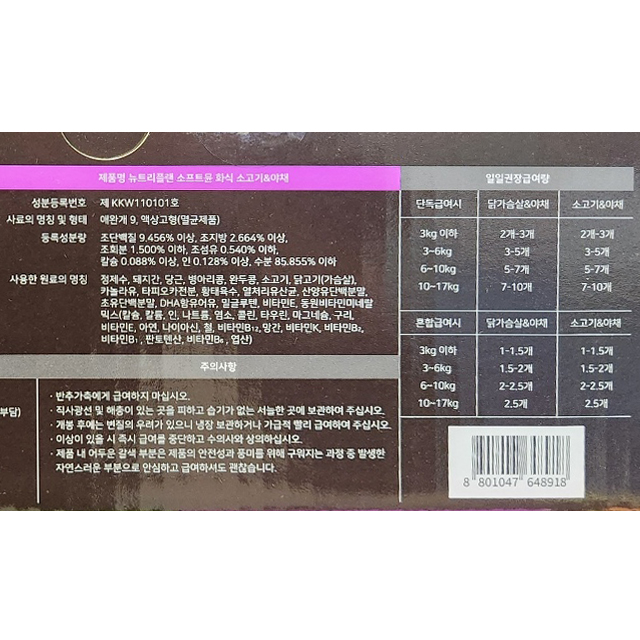 제품명 뉴트리플랜 소프트윤 화식 소고기&야채
성분등록번호 제 KKW110101호
사료의 명칭 및 형태 애완개 9, 액상고형(멸균제품)
등록성분량 조단백질 9.456% 이상, 조지방 2.664% 이상,
조회분 1.500% 이하, 조섬유 0.540% 이하,
칼슘 0.088% 이상, 인 0.128% 이상, 수분 85.855% 이하
사용한 원료의 명칭 정제수, 돼지간, 당근, 병아리콩, 완두콩, 소고기, 닭고기(가슴살),
카놀라유, 타피오카전분, 황태육수, 열처리유산균, 산양유단백분말,
초유단백분말, DHA함유어유, 밀글루텐, 비타민E, 동원비타민미네랄
믹스(칼슘, 칼륨, 인, 나트륨, 염소, 콜린, 타우린, 마그네슘, 구리,
비타민E, 아연, 나이아신, 철, 비타민B12, 망간, 비타민K, 비타민B2,
비타민B1, 판토텐산, 비타민B6, 엽산)
주의사항
부담)
· 반추가축에게 급여하지 마십시오.
· 직사광선 및 해충이 있는 곳을 피하고 습기가 없는 서늘한 곳에 보관하여 주십시오.
· 개봉 후에는 변질의 우려가 있으니 냉장 보관하거나 가급적 빨리 급여하여 주십시오.
· 이상이 있을 시 즉시 급여를 중단하고 수의사와 상의하십시오.
· 제품 내 어두운 갈색 부분은 제품의 안전성과 풍미를 위해 구워지는 과정 중 발생한
자연스러운 부분으로 안심하고 급여하셔도 괜찮습니다.
일일권장급여량
단독급여시 닭가슴살&야채 소고기&야채
3kg 이하 2개-3개 2개-3개
3~6kg 3-5개 3-5개
6~10kg 5-7개 5-7개
10~17kg 7-10개 7-10개
혼합급여시 닭가슴살&야채 소고기&야채
3kg 이하 1-1.5개 1-1.5개
3~6kg 1.5-2개 1.5-2개
6~10kg 2-2.5개 2-2.5개
10~17kg 2.5개 2.5개
8 801047 648918